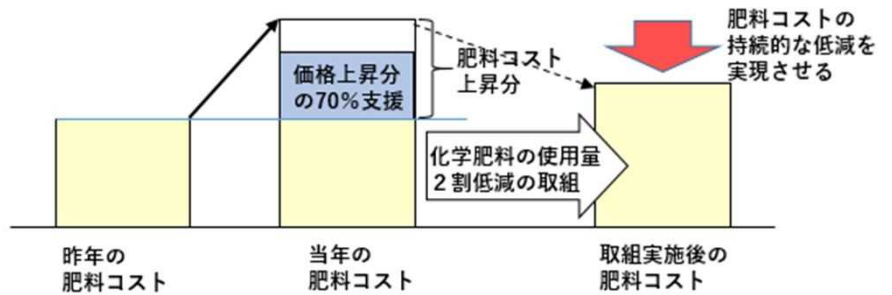 肥料コストの
持続的な低減を
実現させる
価格上昇分
の70%支援
肥料コスト
上昇分
化学肥料の使用量
２割低減の取組
昨年の
肥料コスト
当年の
肥料コスト
取組実施後の
肥料コスト